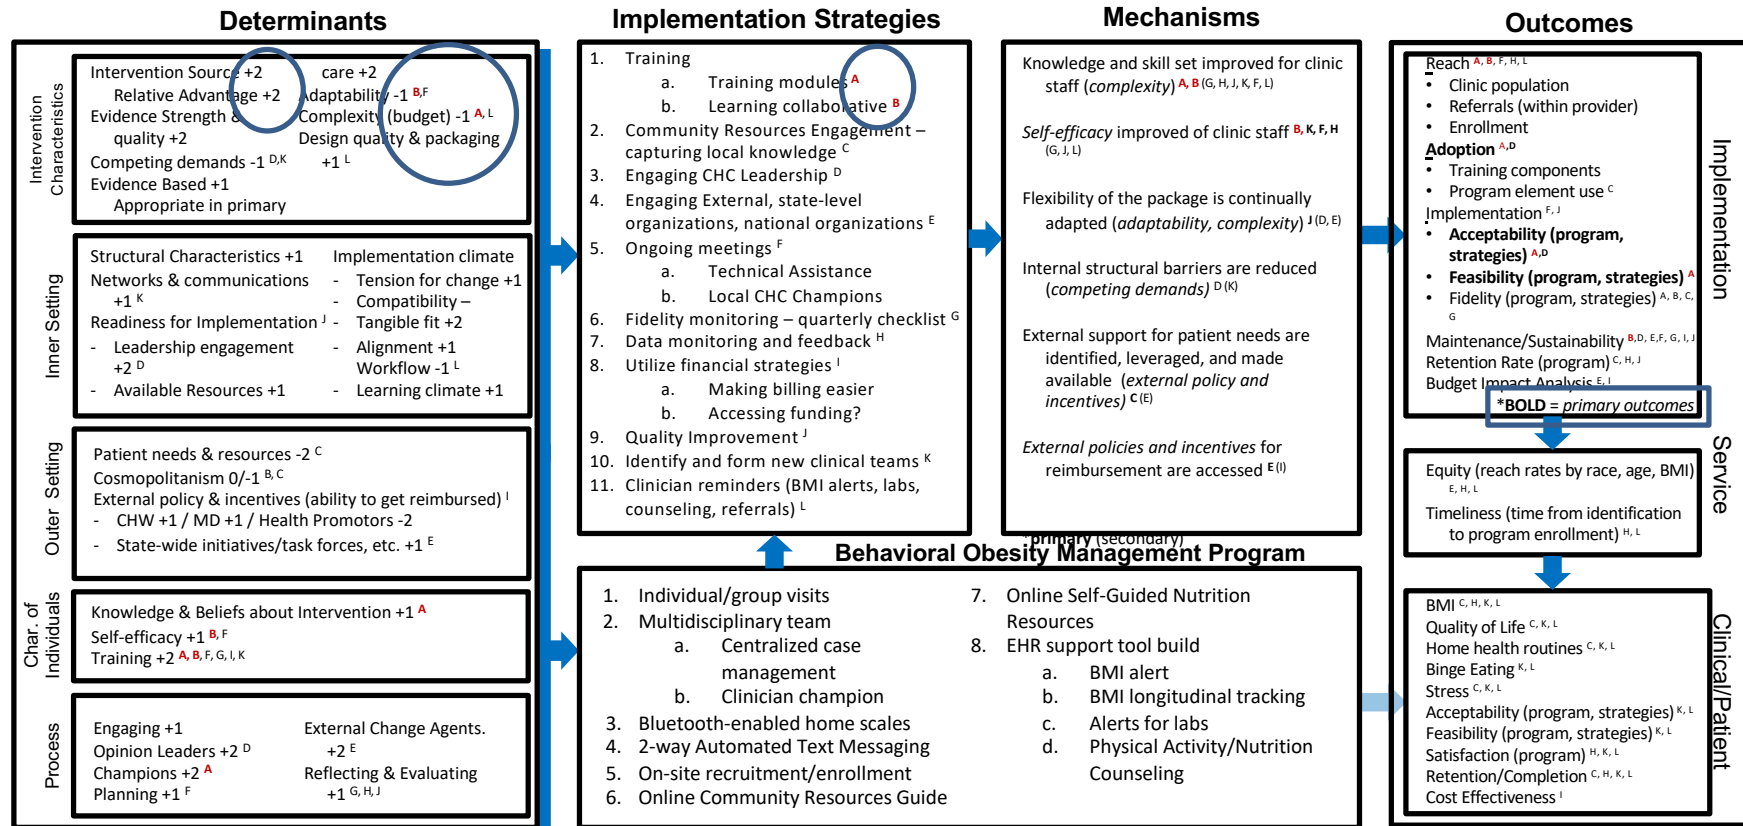 Determinants
Implementation Strategies
Mechanisms
Outcomes
Intervention
Characteristics
Intervention Source +2
Relative Advantage +2
Evidence Strength &
quality +2
Competing demands -1 D,K
Evidence Based +1
Appropriate in primary
care +2
Adaptability -1 B,F
Complexity (budget) -1 A, L
Design quality & packaging
+1 L
Inner Setting
Structural Characteristics +1
Networks & communications
+1 K
Readiness for Implementation J
- Leadership engagement
+2 D
- Available Resources +1
Implementation climate
- Tension for change +1
- Compatibility –
- Tangible fit +2
- Alignment +1
Workflow -1 L
- Learning climate +1
Outer Setting
Patient needs & resources -2 C
Cosmopolitanism 0/-1 B, C
External policy & incentives (ability to get reimbursed) I
- CHW +1 / MD +1 / Health Promotors -2
- State-wide initiatives/task forces, etc. +1 E
Char. of
Individuals
Knowledge & Beliefs about Intervention +1 A
Self-efficacy +1 B, F
Training +2 A, B, F, G, I, K
Process
Engaging +1
Opinion Leaders +2 D
Champions +2 A
Planning +1 F
External Change Agents.
+2 E
Reflecting & Evaluating
+1 G, H, J
1. Training
a. Training modules A
b. Learning collaborative B
2. Community Resources Engagement –
capturing local knowledge C
3. Engaging CHC Leadership D
4. Engaging External, state-level
organizations, national organizations E
5. Ongoing meetings F
a. Technical Assistance
b. Local CHC Champions
6. Fidelity monitoring – quarterly checklist G
7. Data monitoring and feedback H
8. Utilize financial strategies I
a. Making billing easier
b. Accessing funding?
9. Quality Improvement J
10. Identify and form new clinical teams K
11. Clinician reminders (BMI alerts, labs,
counseling, referrals) L
Knowledge and skill set improved for clinic
staff (complexity) A, B (G, H, J, K, F, L)
Self-efficacy improved of clinic staff B, K, F, H
(G, J, L)
Flexibility of the package is continually
adapted (adaptability, complexity) J (D, E)
Internal structural barriers are reduced
(competing demands) D (K)
External support for patient needs are
identified, leveraged, and made
available (external policy and
incentives) C (E)
External policies and incentives for
reimbursement are accessed E (I)
*primary (secondary)
Behavioral Obesity Management Program
1. Individual/group visits
2. Multidisciplinary team
a. Centralized case
management
b. Clinician champion
3. Bluetooth-enabled home scales
4. 2-way Automated Text Messaging
5. On-site recruitment/enrollment
6. Online Community Resources Guide
7. Online Self-Guided Nutrition
Resources
8. EHR support tool build
a. BMI alert
b. BMI longitudinal tracking
c. Alerts for labs
d. Physical Activity/Nutrition
Counseling
Implementation
Reach A, B, F, H, L
• Clinic population
• Referrals (within provider)
• Enrollment
Adoption A,D
• Training components
• Program element use C
Implementation F, J
• Acceptability (program,
strategies) A,D
• Feasibility (program, strategies) A
• Fidelity (program, strategies) A, B, C,
G
Maintenance/Sustainability B,D, E,F, G, I, J
Retention Rate (program) C, H, J
Budget Impact Analysis E, I
*BOLD = primary outcomes
Service
Equity (reach rates by race, age, BMI)
E, H, L
Timeliness (time from identification
to program enrollment) H, L
Clinical/Patient
BMI C, H, K, L
Quality of Life C, K, L
Home health routines C, K, L
Binge Eating K, L
Stress C, K, L
Acceptability (program, strategies) K, L
Feasibility (program, strategies) K, L
Satisfaction (program) H, K, L
Retention/Completion C, H, K, L
Cost Effectiveness I